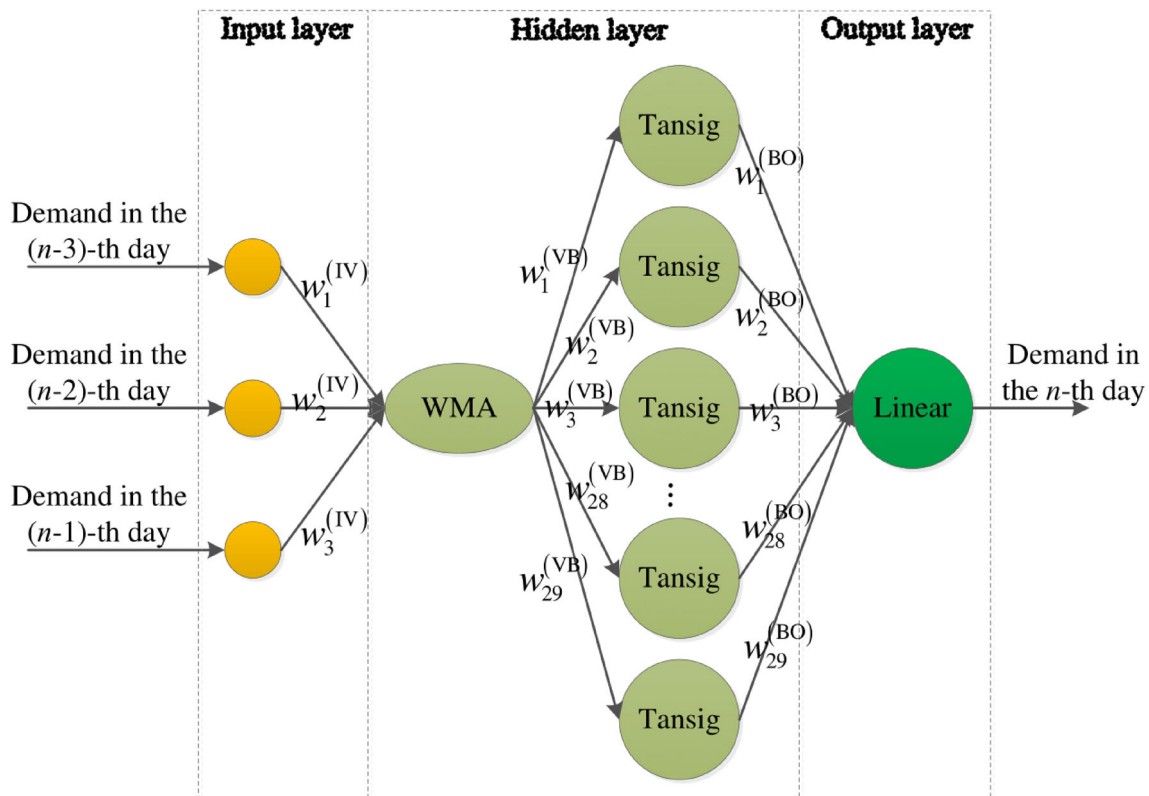 Input layer
Hidden layer
Output layer
Demand in the
(n-3)-th day
Demand in the
(n-2)-th day
Demand in the
(n-1)-th day
w₁^(IV)
w₂^(IV)
w₃^(IV)
WMA
w₁^(VB)
w₂^(VB)
w₃^(VB)
w₂₈^(VB)
w₂₉^(VB)
Tansig
Tansig
Tansig
⋮
Tansig
Tansig
w₁^(BO)
w₂^(BO)
w₃^(BO)
w₂₈^(BO)
w₂₉^(BO)
Linear
Demand in
the n-th day